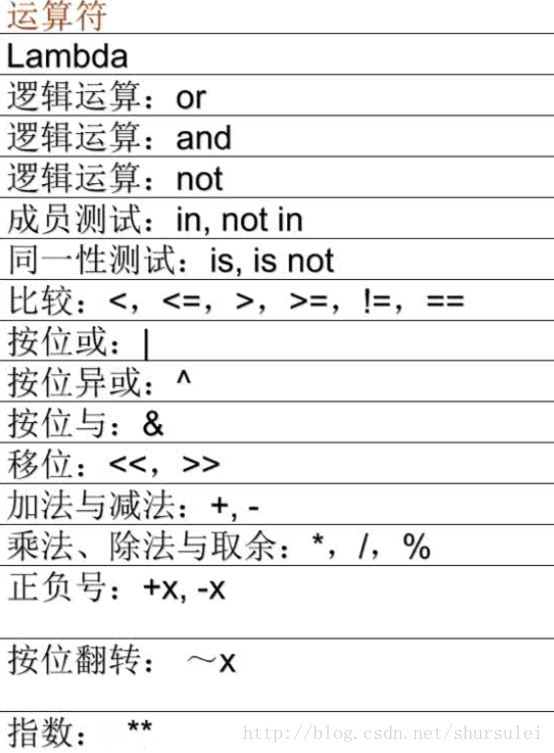 运算符
Lambda
逻辑运算：or
逻辑运算：and
逻辑运算：not
成员测试：in, not in
同一性测试：is, is not
比较：<，<=，>，>=，!=，==
按位或：|
按位异或：^
按位与：&
移位：<<，>>
加法与减法：+, -
乘法、除法与取余：*，/，%
正负号：+x, -x
按位翻转： ～x
指数： **
http://blog.csdn.net/shursulei